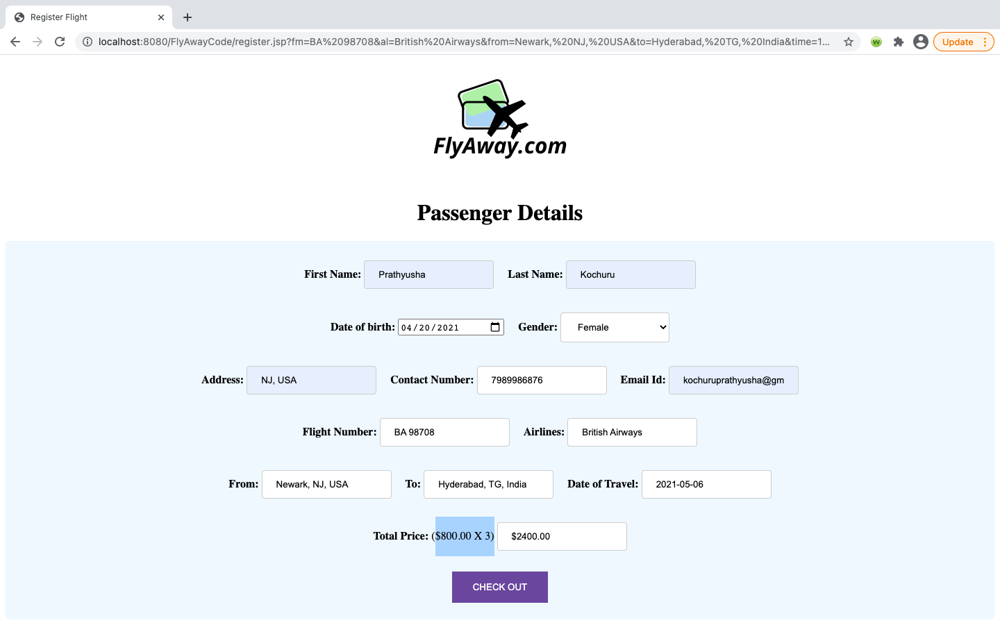 Register Flight
localhost:8080/FlyAwayCode/register.jsp?fm=BA%2098708&al=British%20Airways&from=Newark,%20NJ,%20USA&to=Hyderabad,%20TG,%20India&time=1... w Update
FlyAway.com
Passenger Details
First Name: Prathyusha Last Name: Kochuru
Date of birth: 04/20/2021 Gender: Female
Address: NJ, USA Contact Number: 7989986876 Email Id: kochuruprathyusha@gm
Flight Number: BA 98708 Airlines: British Airways
From: Newark, NJ, USA To: Hyderabad, TG, India Date of Travel: 2021-05-06
Total Price: ($800.00 X 3) $2400.00
CHECK OUT